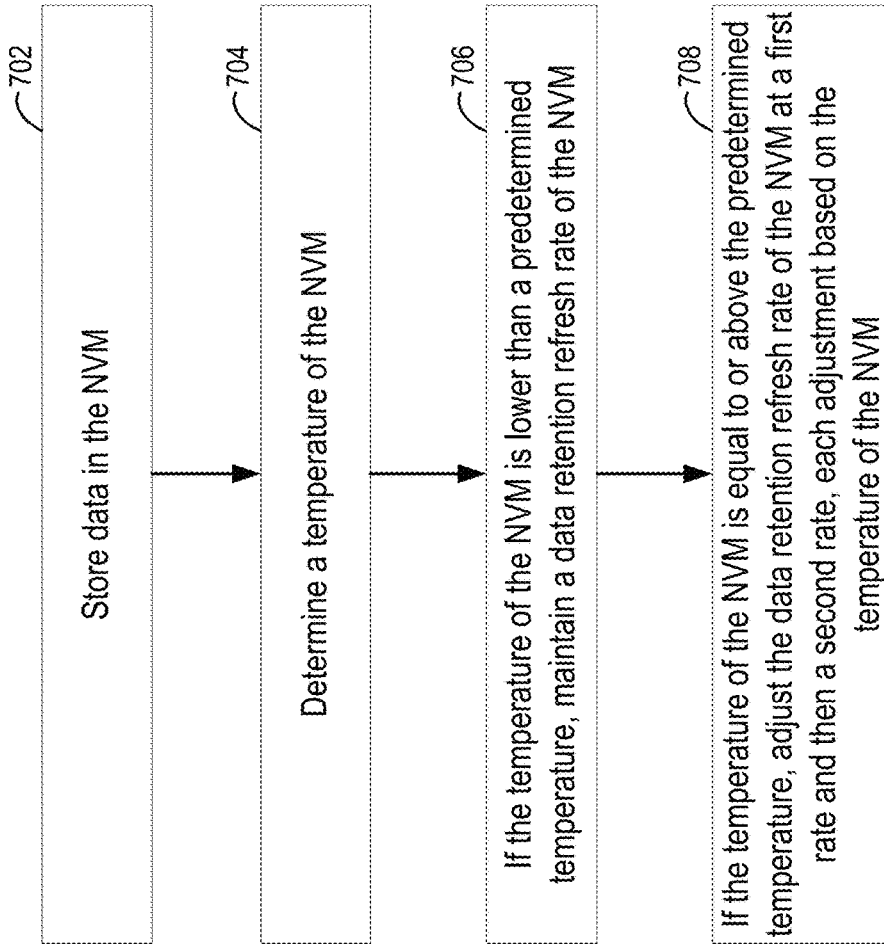 702
Store data in the NVM
704
Determine a temperature of the NVM
706
If the temperature of the NVM is lower than a predetermined
temperature, maintain a data retention refresh rate of the NVM
708
If the temperature of the NVM is equal to or above the predetermined
temperature, adjust the data retention refresh rate of the NVM at a first
rate and then a second rate, each adjustment based on the
temperature of the NVM